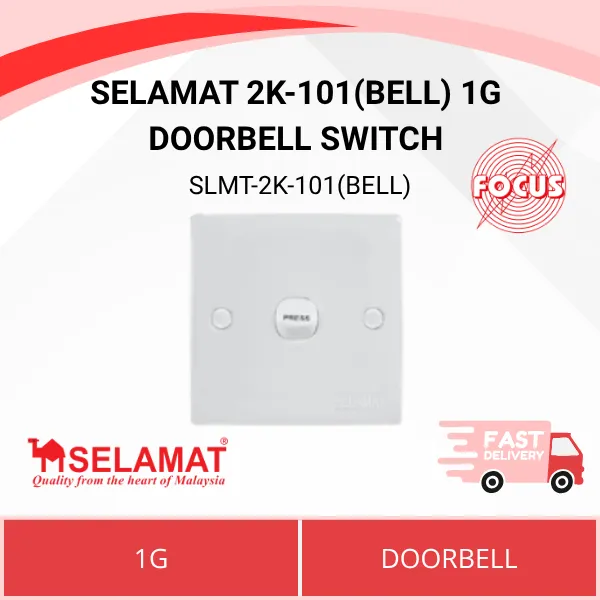 SELAMAT 2K-101(BELL) 1G
DOORBELL SWITCH
SLMT-2K-101(BELL)
FOCUS
PRESS
SELAMAT
SELAMAT®
Quality from the heart of Malaysia
FAST
DELIVERY
1G
DOORBELL